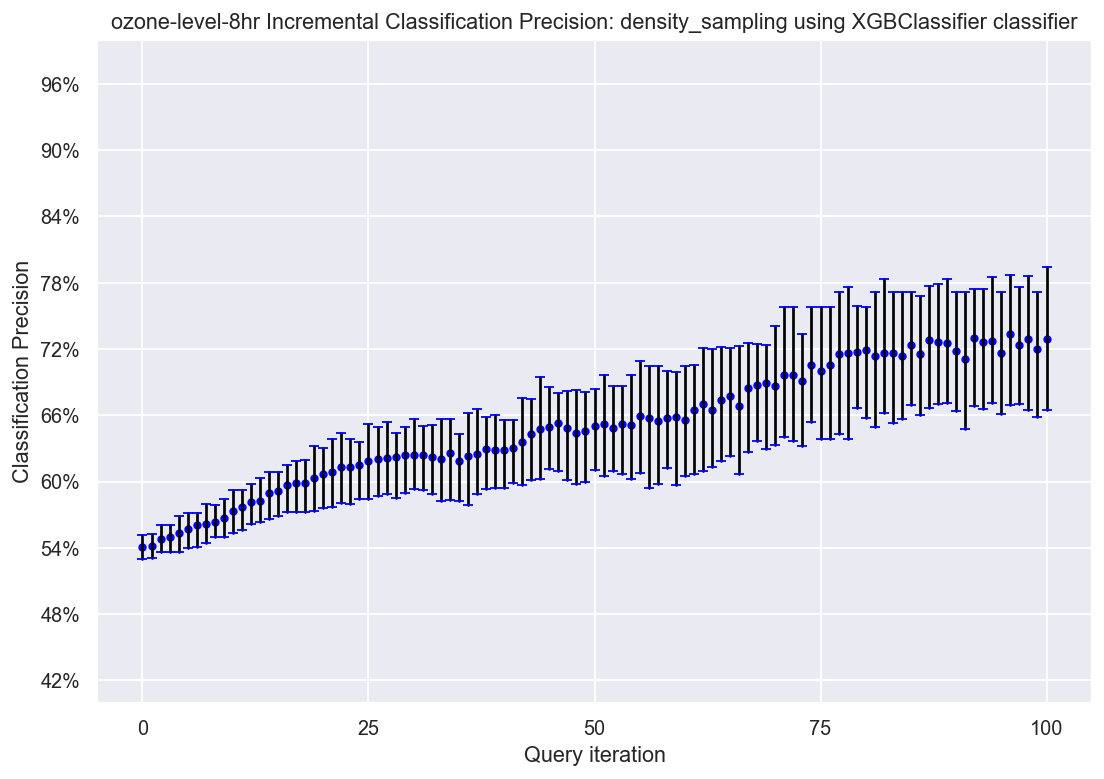 ozone-level-8hr Incremental Classification Precision: density_sampling using XGBClassifier classifier
96%
90%
84%
78%
72%
66%
60%
54%
48%
42%
Classification Precision
0 25 50 75 100
Query iteration